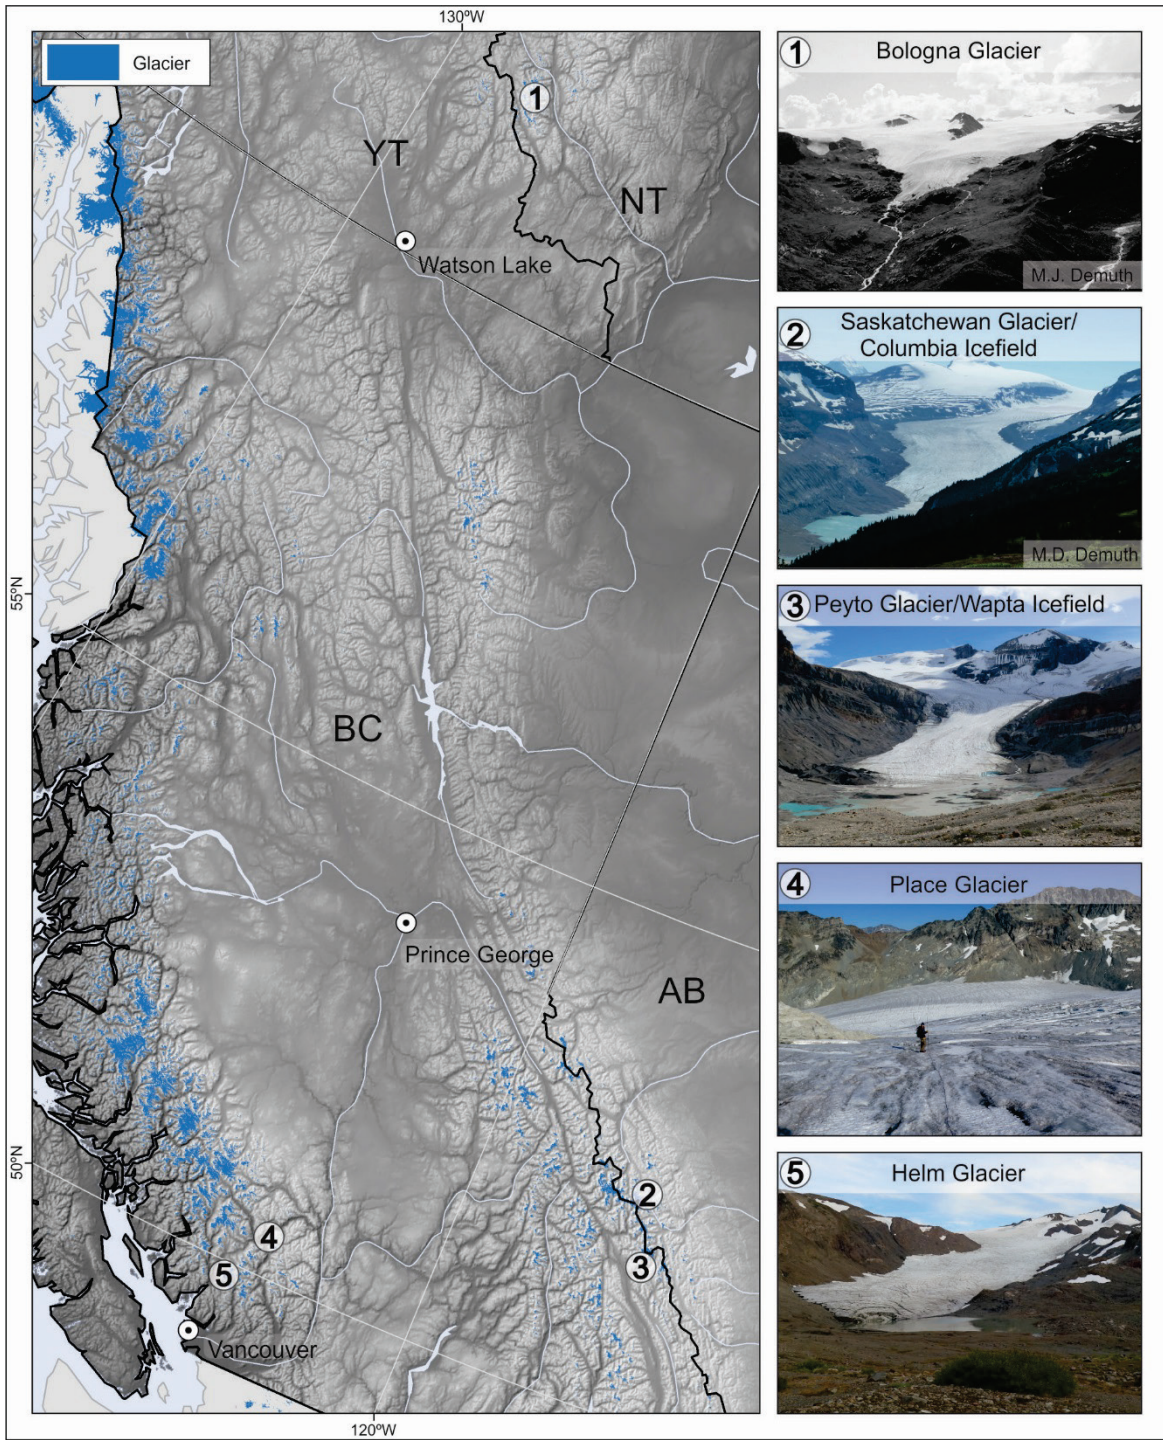 130ºW
Glacier
1
YT
NT
Watson Lake
55ºN
BC
Prince George
AB
50ºN
2
4
3
5
Vancouver
120ºW
1
Bologna Glacier
M.J. Demuth
2
Saskatchewan Glacier/
Columbia Icefield
M.D. Demuth
3
Peyto Glacier/Wapta Icefield
4
Place Glacier
5
Helm Glacier